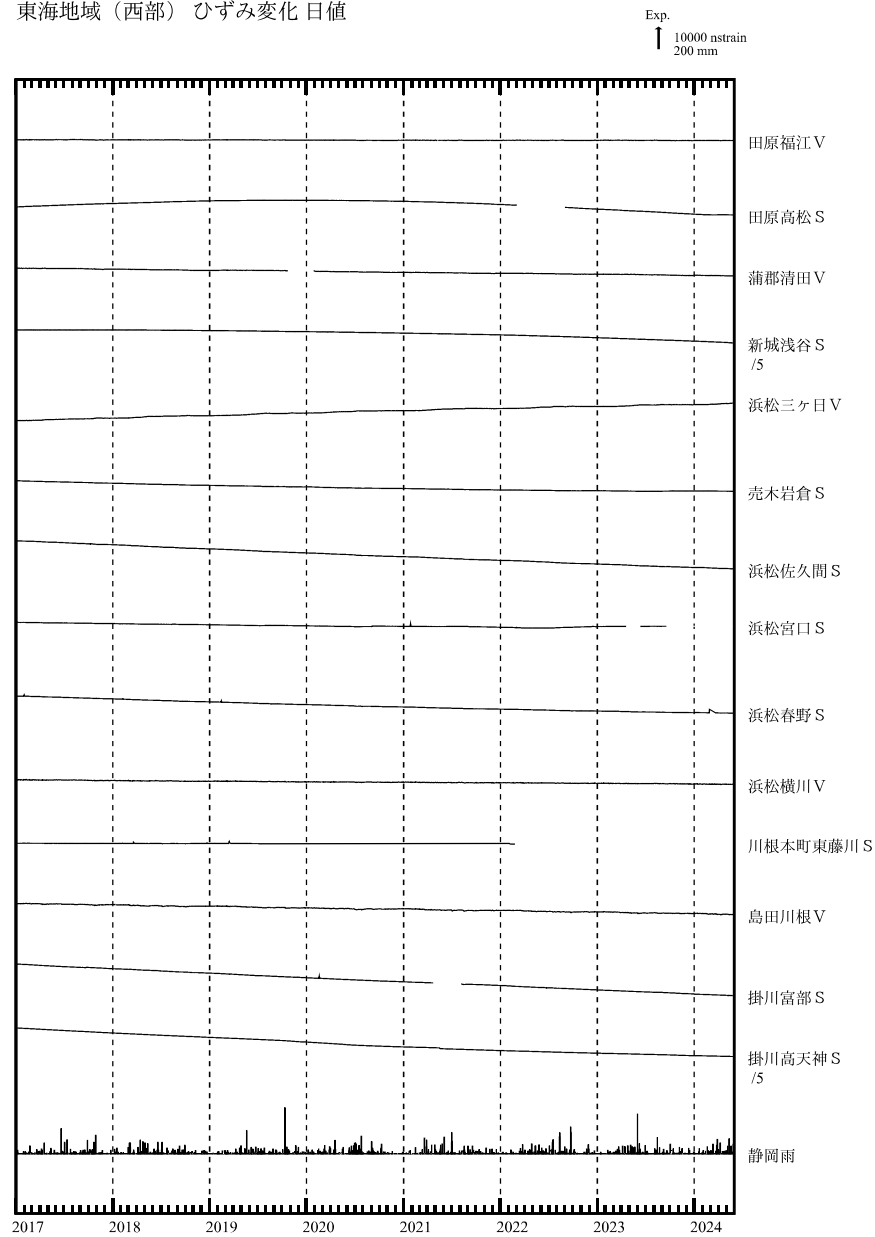 東海地域（西部） ひずみ変化 日値
Exp.
10000 nstrain
200 mm
田原福江V
田原高松S
蒲郡清田V
新城浅谷S
/5
浜松三ヶ日V
売木岩倉S
浜松佐久間S
浜松宮口S
浜松春野S
浜松横川V
川根本町東藤川S
島田川根V
掛川富部S
掛川高天神S
/5
静岡雨
2017 2018 2019 2020 2021 2022 2023 2024